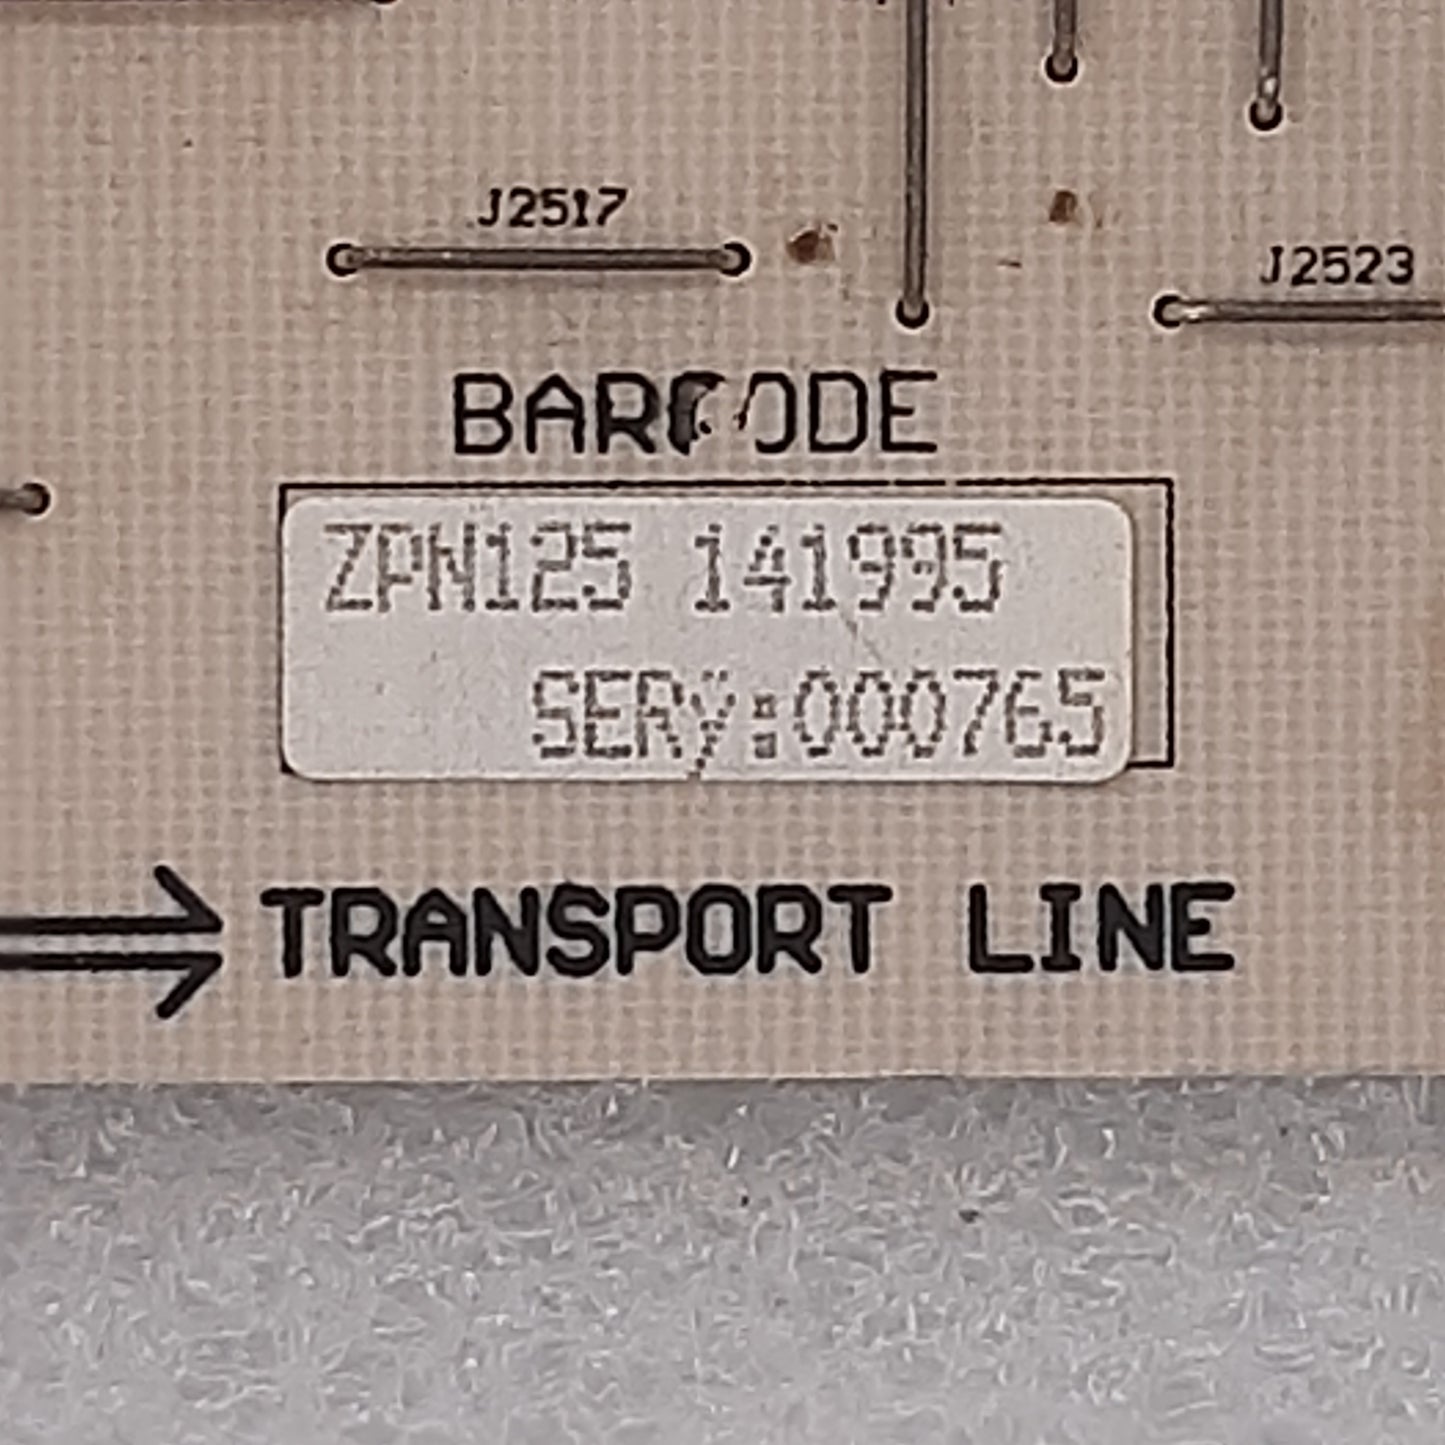 J2517
J2523
BARCODE
ZPN125 141995
SERy:000765
TRANSPORT LINE